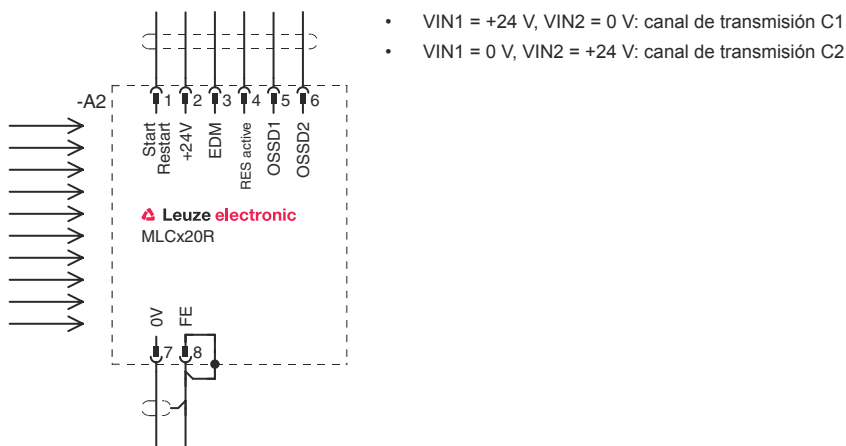 • VIN1 = +24 V, VIN2 = 0 V: canal de transmisión C1
• VIN1 = 0 V, VIN2 = +24 V: canal de transmisión C2
-A2
1 2 3 4 5 6
Start
Restart
+24V
EDM
RES active
OSSD1
OSSD2
Leuze electronic
MLCx20R
0V
FE
7 8